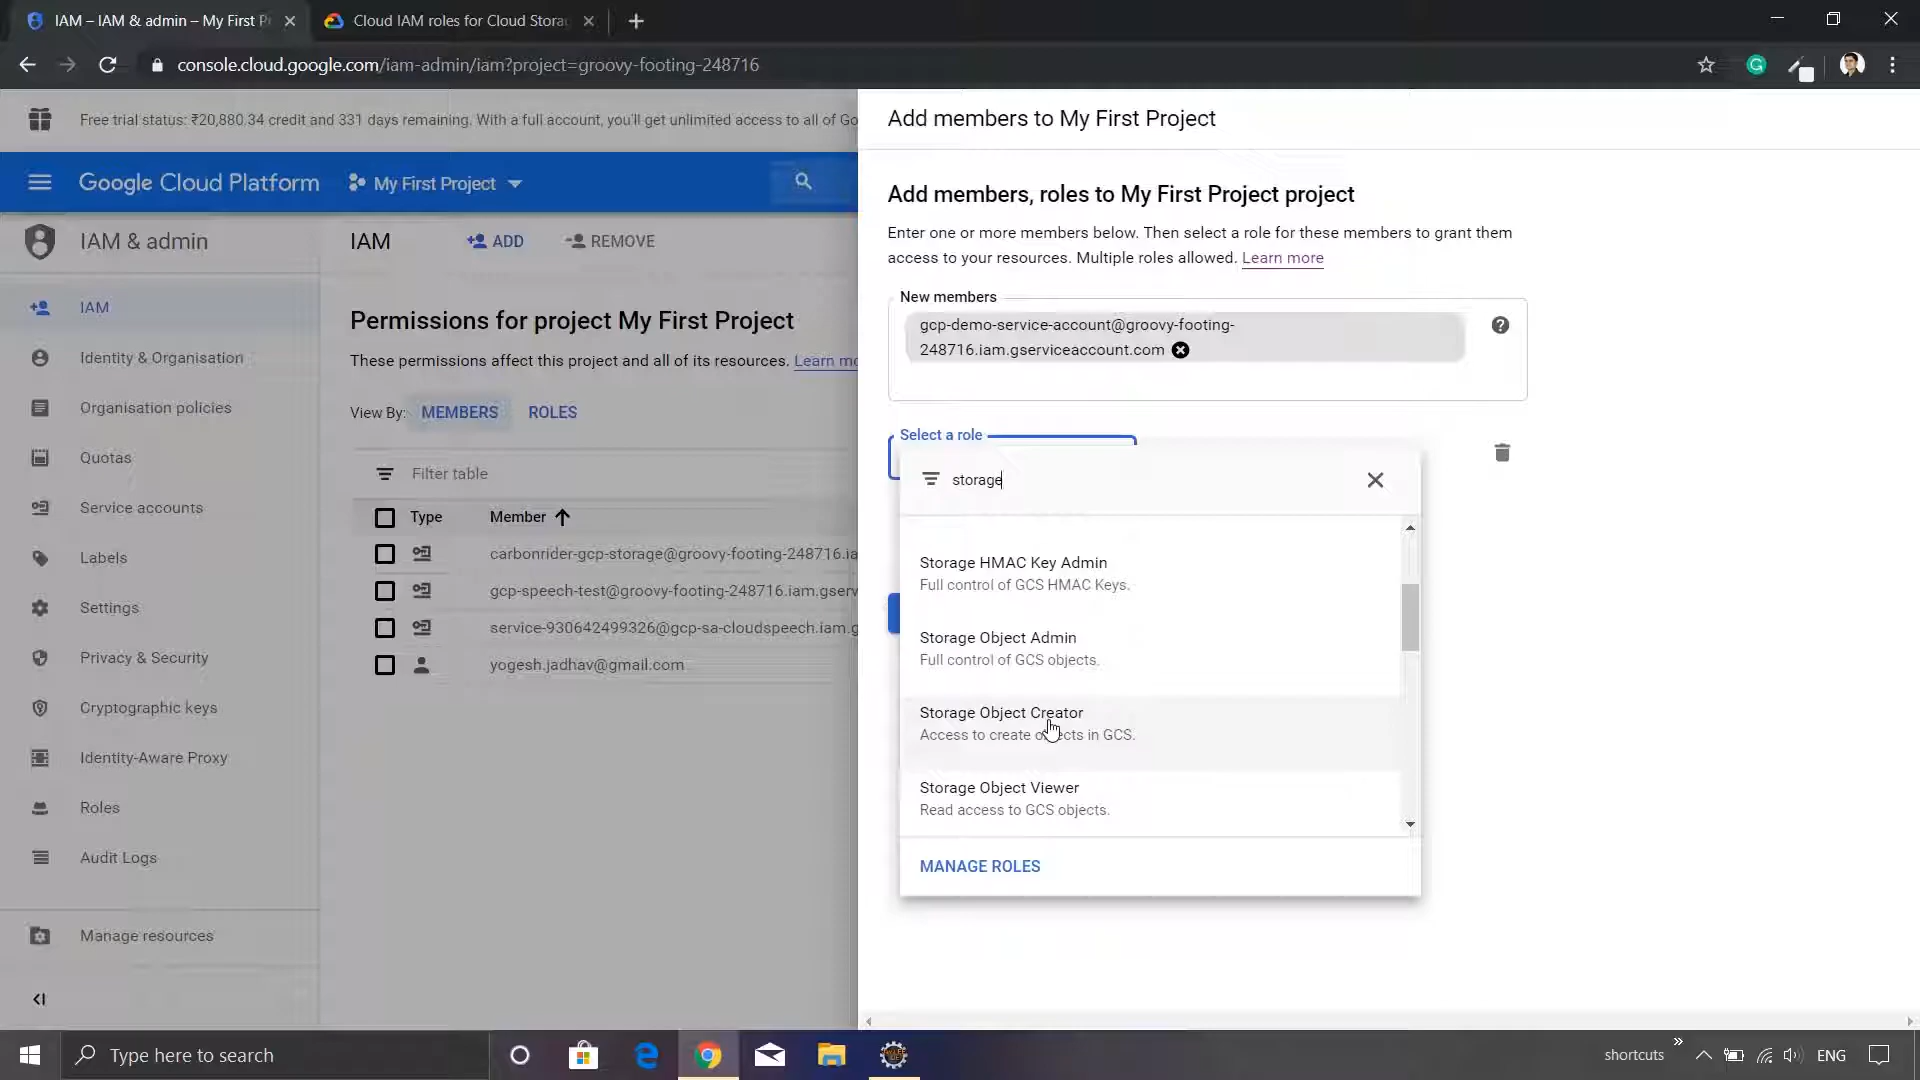 IAM – IAM & admin – My First P
Cloud IAM roles for Cloud Stora
console.cloud.google.com/iam-admin/iam?project=groovy-footing-248716
Free trial status: ₹20,880.34 credit and 331 days remaining. With a full account, you'll get unlimited access to all of Go
Google Cloud Platform
My First Project
IAM & admin
IAM
Identity & Organisation
Organisation policies
Quotas
Service accounts
Labels
Settings
Privacy & Security
Cryptographic keys
Identity-Aware Proxy
Roles
Audit Logs
Manage resources
IAM
ADD
REMOVE
Permissions for project My First Project
These permissions affect this project and all of its resources. Learn mo
View By: MEMBERS ROLES
Filter table
Type Member
carbonrider-gcp-storage@groovy-footing-248716.ia
gcp-speech-test@groovy-footing-248716.iam.gserv
service-930642499326@gcp-sa-cloudspeech.iam.g
yogesh.jadhav@gmail.com
Add members to My First Project
Add members, roles to My First Project project
Enter one or more members below. Then select a role for these members to grant them
access to your resources. Multiple roles allowed. Learn more
New members
gcp-demo-service-account@groovy-footing-
248716.iam.gserviceaccount.com
Select a role
storage
Storage HMAC Key Admin
Full control of GCS HMAC Keys.
Storage Object Admin
Full control of GCS objects.
Storage Object Creator
Access to create objects in GCS.
Storage Object Viewer
Read access to GCS objects.
MANAGE ROLES
Type here to search
shortcuts
ENG